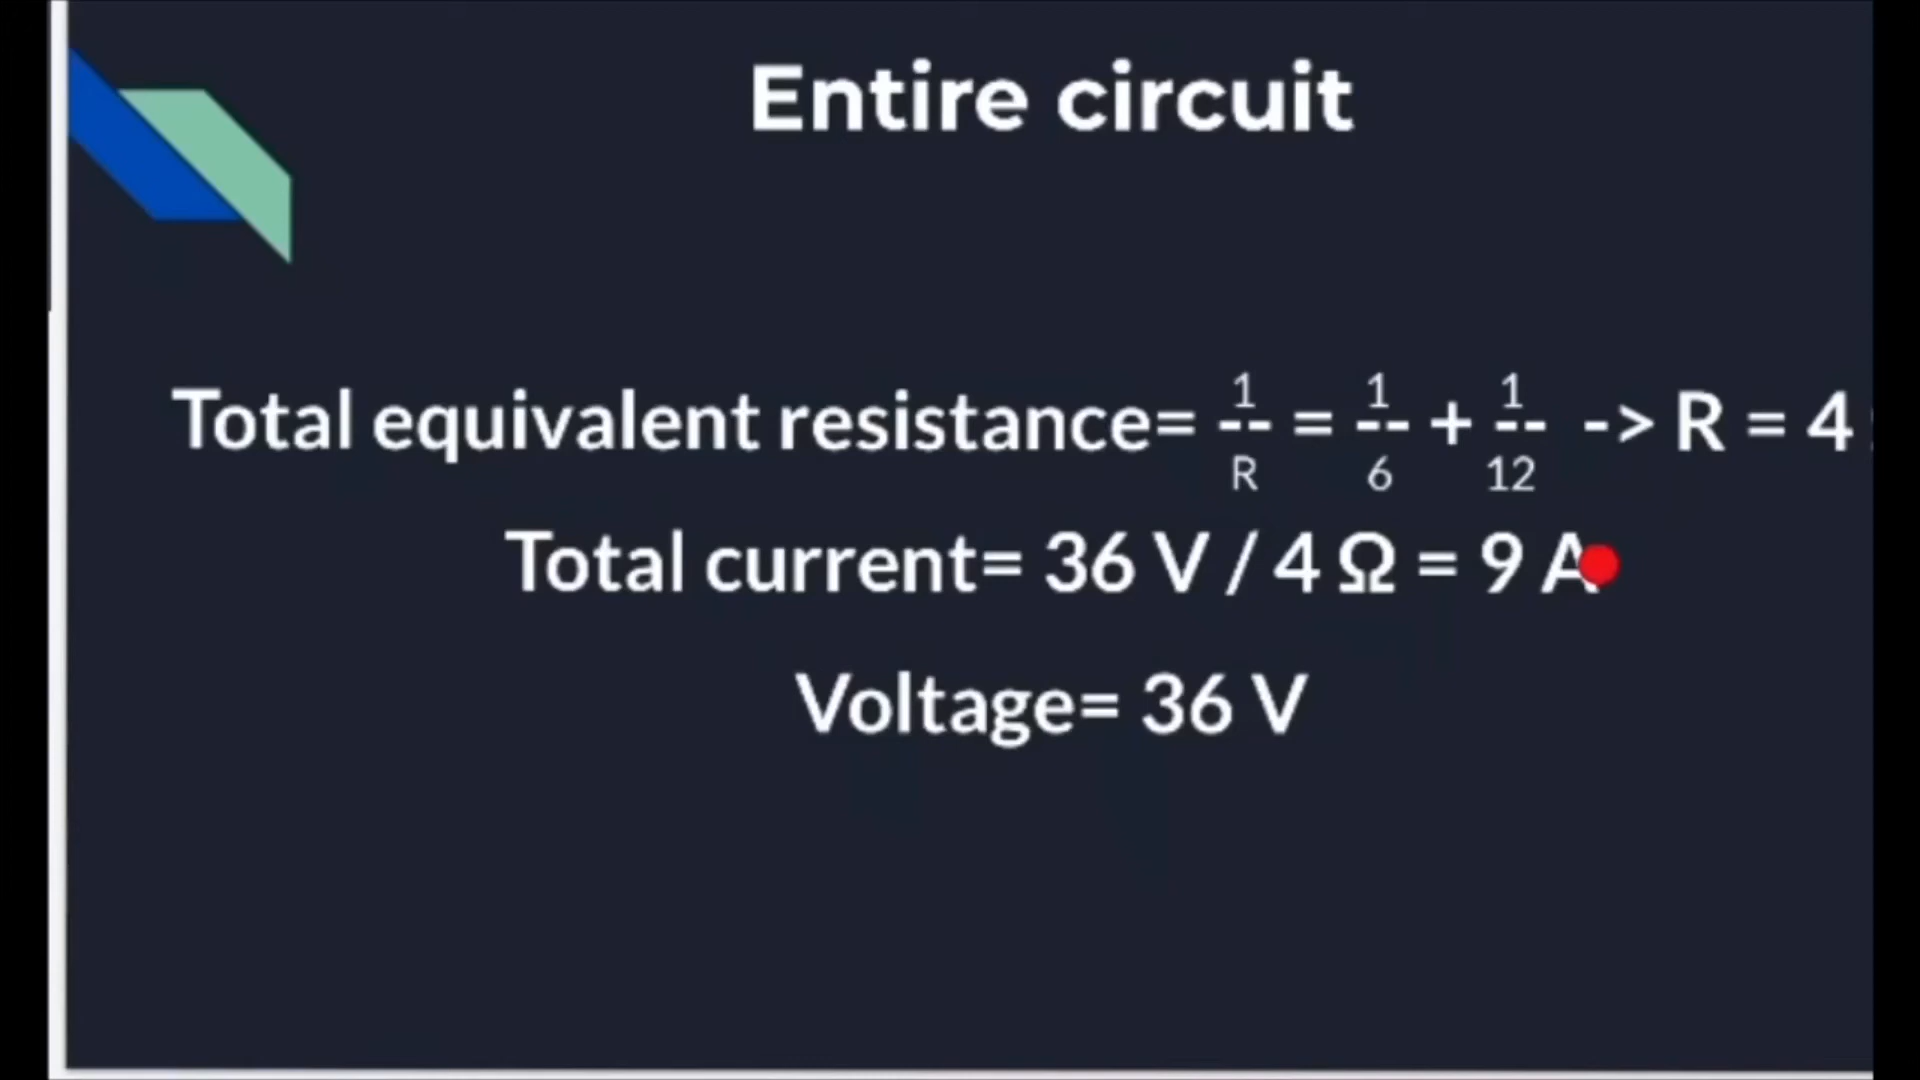 Entire circuit
Total equivalent resistance= 1/R = 1/6 + 1/12 -> R = 4
Total current= 36 V / 4 Ω = 9 A
Voltage= 36 V